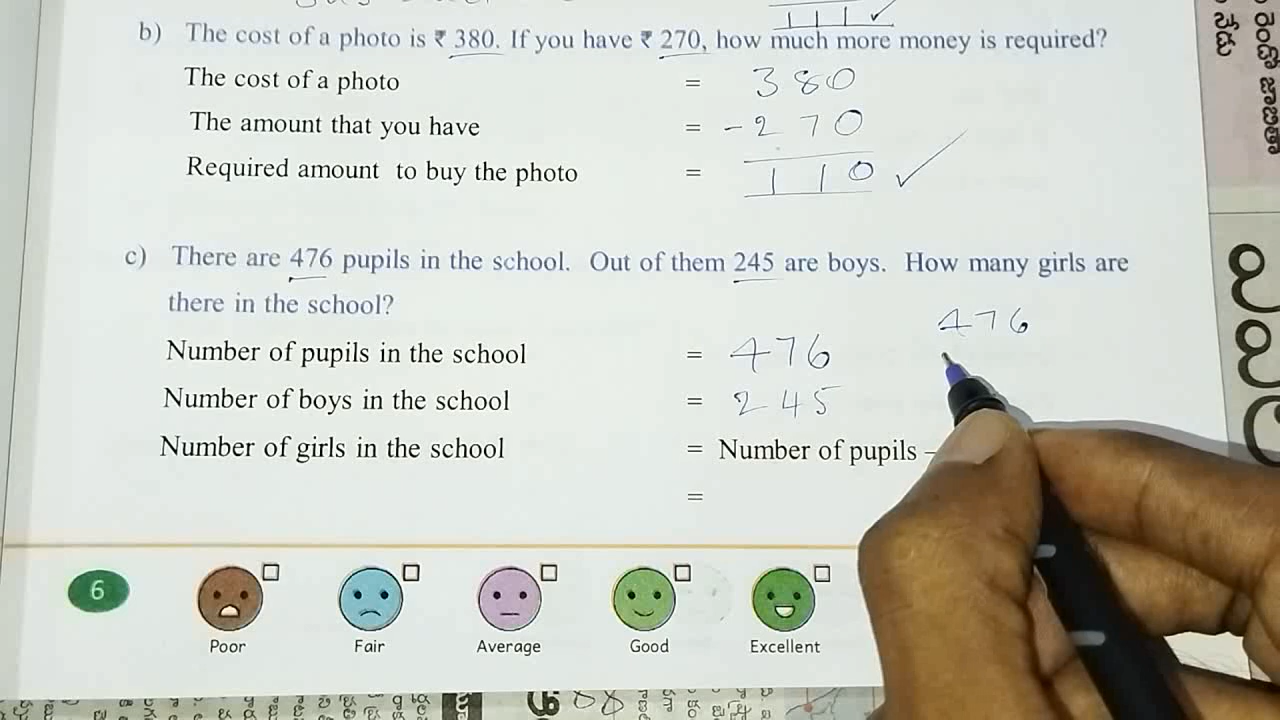 1 1 1 ✓
b) The cost of a photo is ₹ 380. If you have ₹ 270, how much more money is required?
The cost of a photo = 380
The amount that you have = - 270
Required amount to buy the photo = 110 ✓
c) There are 476 pupils in the school. Out of them 245 are boys. How many girls are
there in the school?
476
Number of pupils in the school = 476
Number of boys in the school = 245
Number of girls in the school = Number of pupils –
=
6
Poor Fair Average Good Excellent